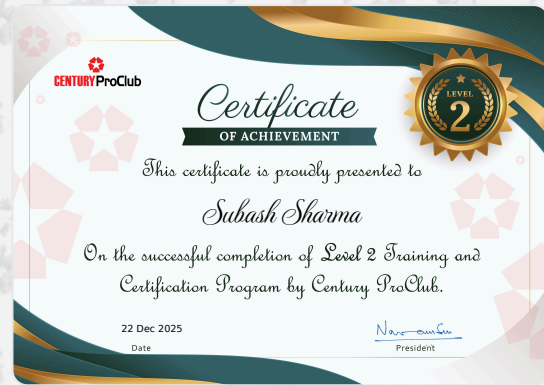 CENTURY ProClub
LEVEL
2
Certificate
OF ACHIEVEMENT
This certificate is proudly presented to
Subash Sharma
On the successful completion of Level 2 Training and
Certification Program by Century ProClub.
22 Dec 2025
Date
President